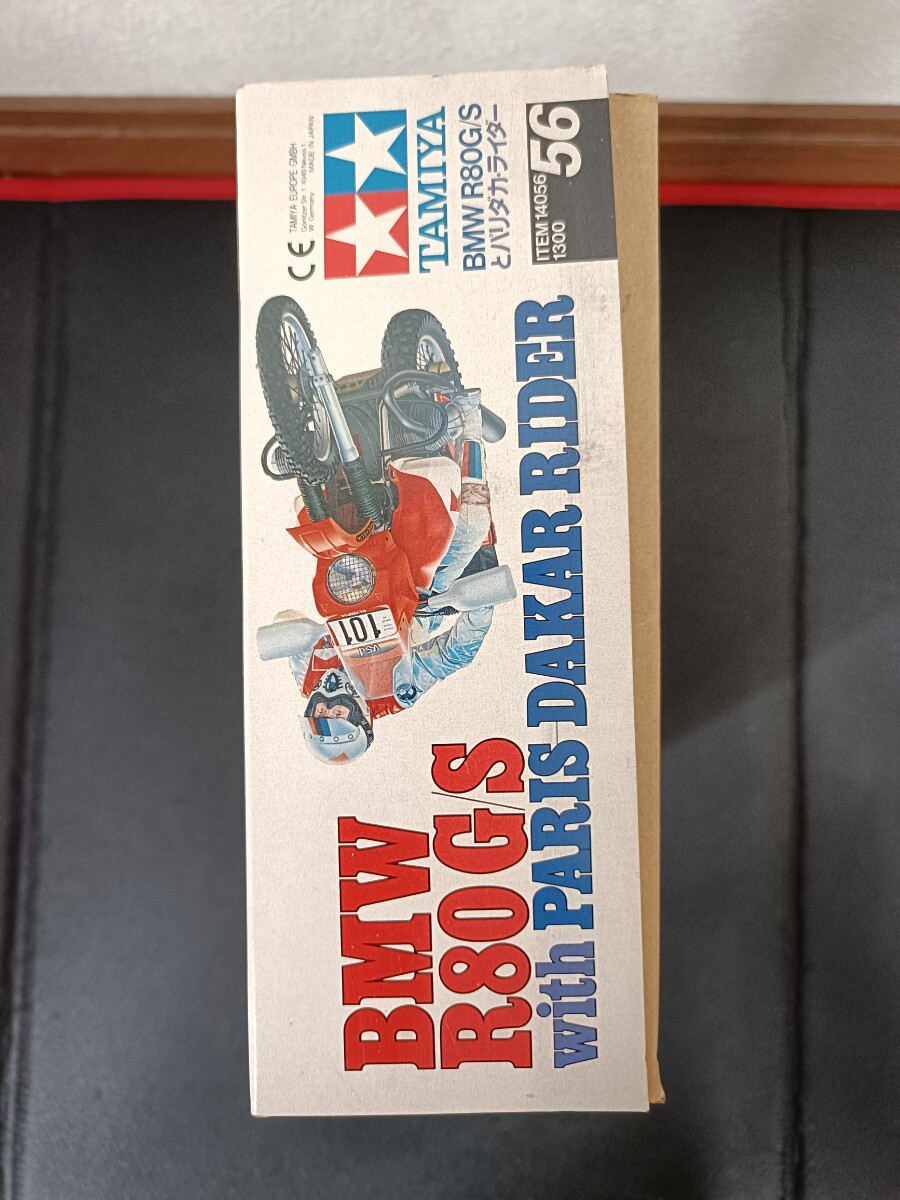 BMW
R80G/S
with PARIS DAKAR RIDER
101
CE
TAMIYA EUROPE GMBH
W. Germany
MADE IN JAPAN
TAMIYA
BMW R80G/S
とパリダカ・ライダー
ITEM 14056
1300
56